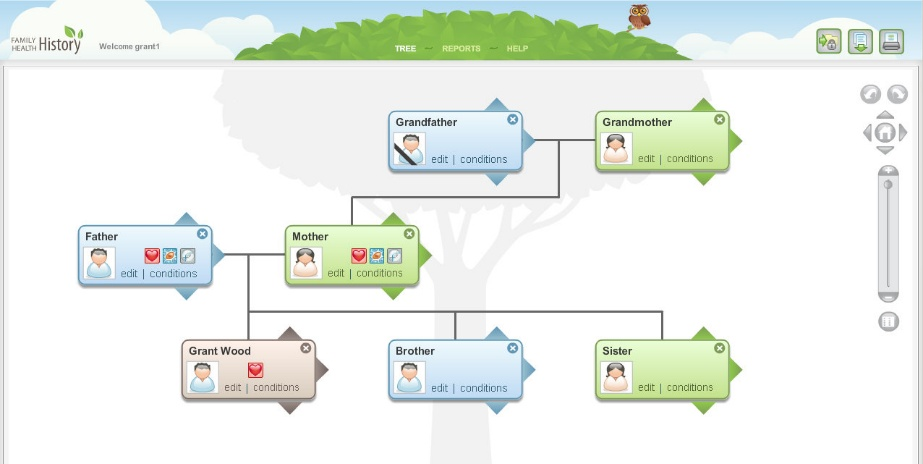 FAMILY
HEALTH History
Welcome grant1
TREE ~ REPORTS ~ HELP
Grandfather
edit | conditions
Grandmother
edit | conditions
Father
edit | conditions
Mother
edit | conditions
Grant Wood
edit | conditions
Brother
edit | conditions
Sister
edit | conditions